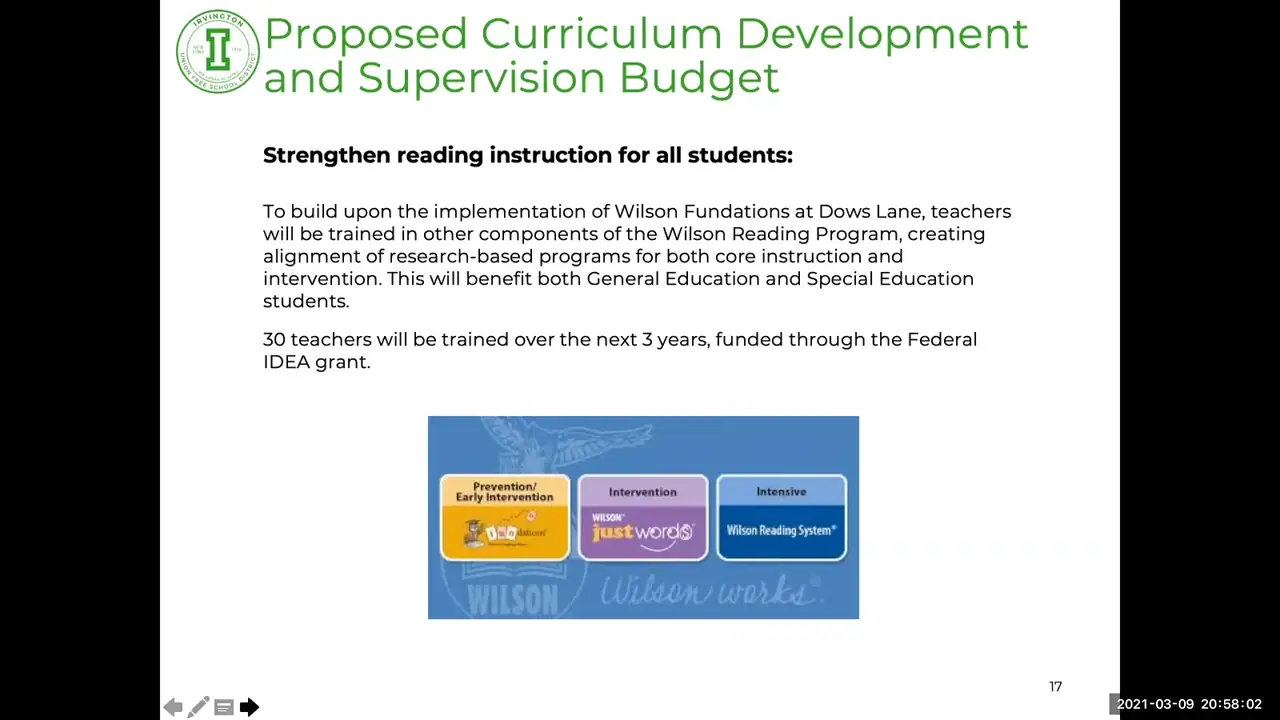 IRVINGTON
UNION FREE SCHOOL DISTRICT
I
Proposed Curriculum Development
and Supervision Budget
Strengthen reading instruction for all students:
To build upon the implementation of Wilson Fundations at Dows Lane, teachers
will be trained in other components of the Wilson Reading Program, creating
alignment of research-based programs for both core instruction and
intervention. This will benefit both General Education and Special Education
students.
30 teachers will be trained over the next 3 years, funded through the Federal
IDEA grant.
Prevention/
Early Intervention
Fundations®
Intervention
WILSON®
just words®
Intensive
Wilson Reading System®
WILSON
Wilson works®.
17
2021-03-09 20:58:02